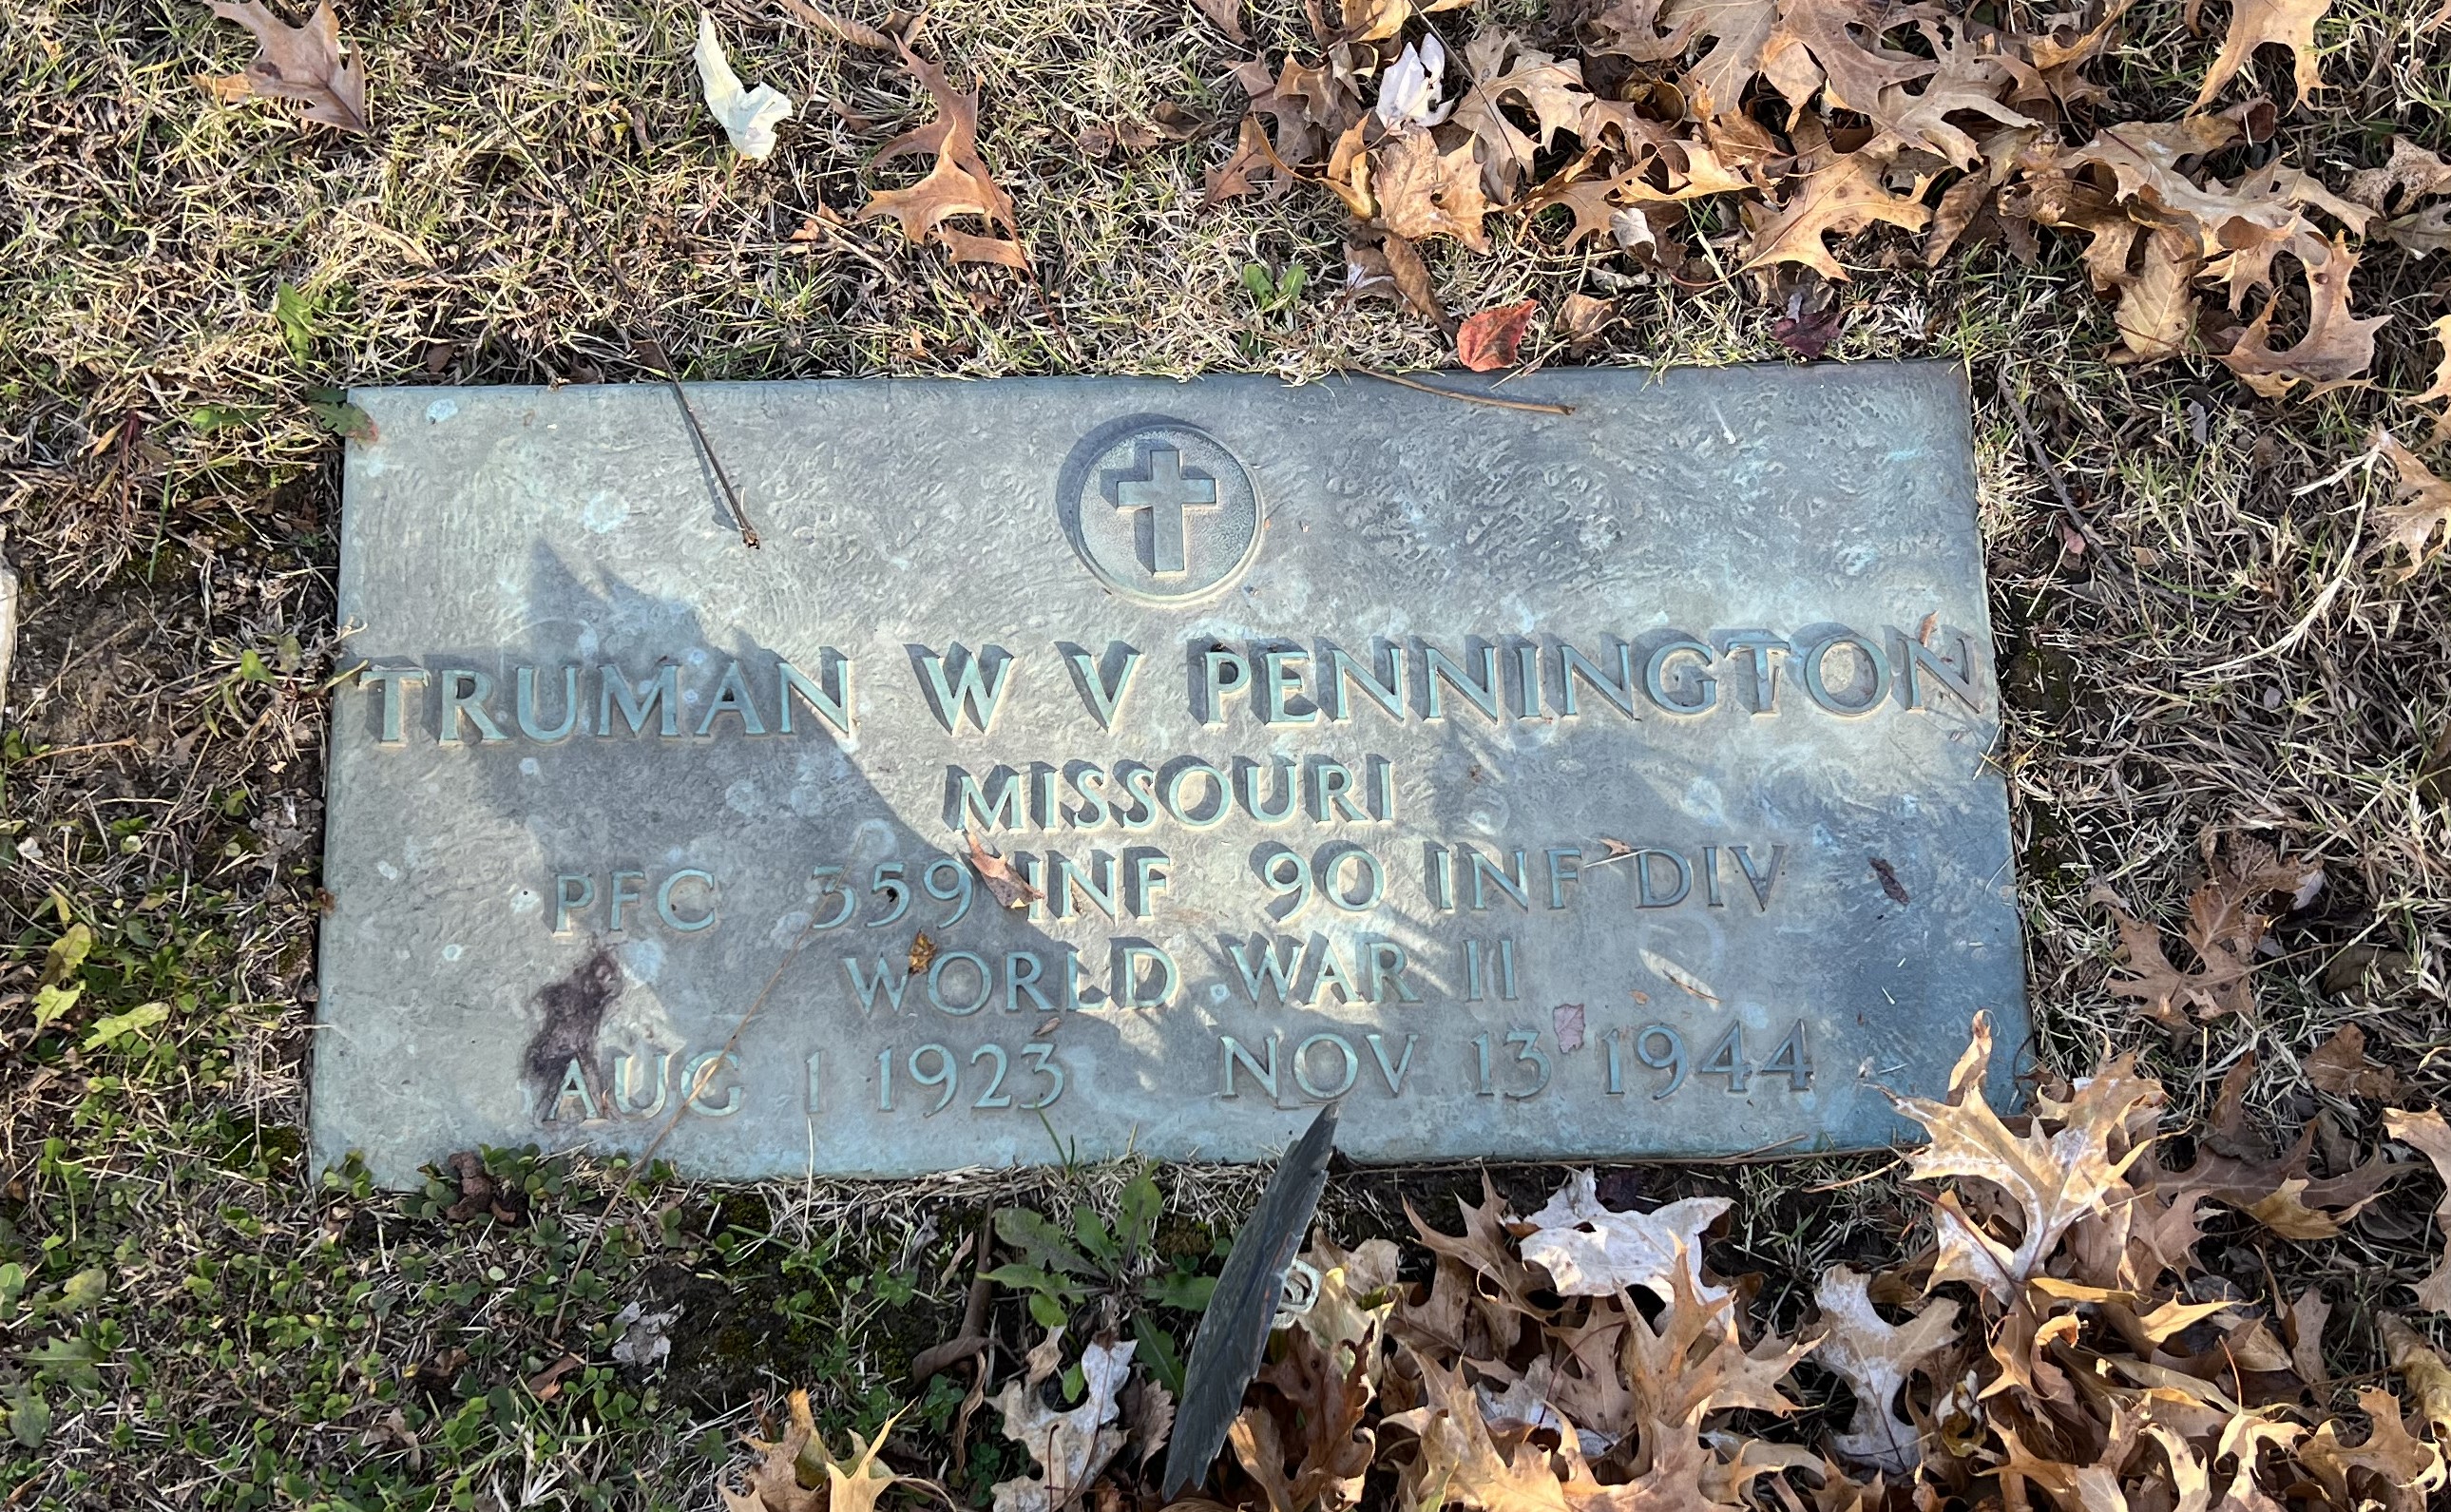 TRUMAN W V PENNINGTON
MISSOURI
PFC 359 INF 90 INF DIV
WORLD WAR II
AUG 1 1923 NOV 13 1944